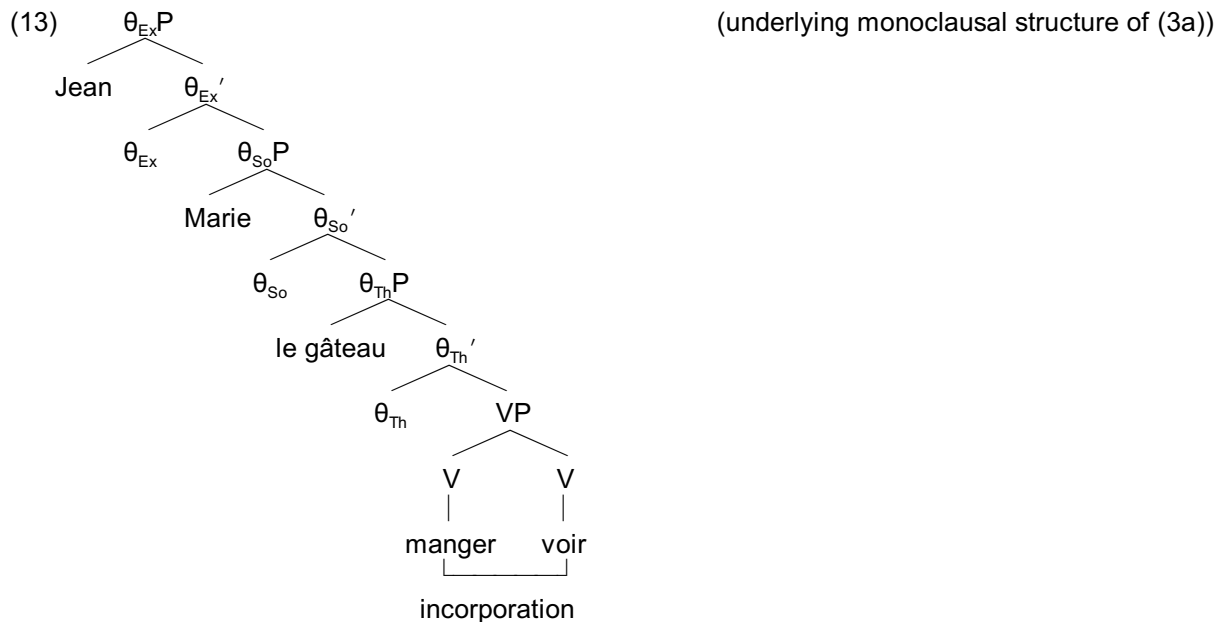 (13) θExP (underlying monoclausal structure of (3a))
Jean θEx′
θEx θSoP
Marie θSo′
θSo θThP
le gâteau θTh′
θTh VP
V V
manger voir
incorporation